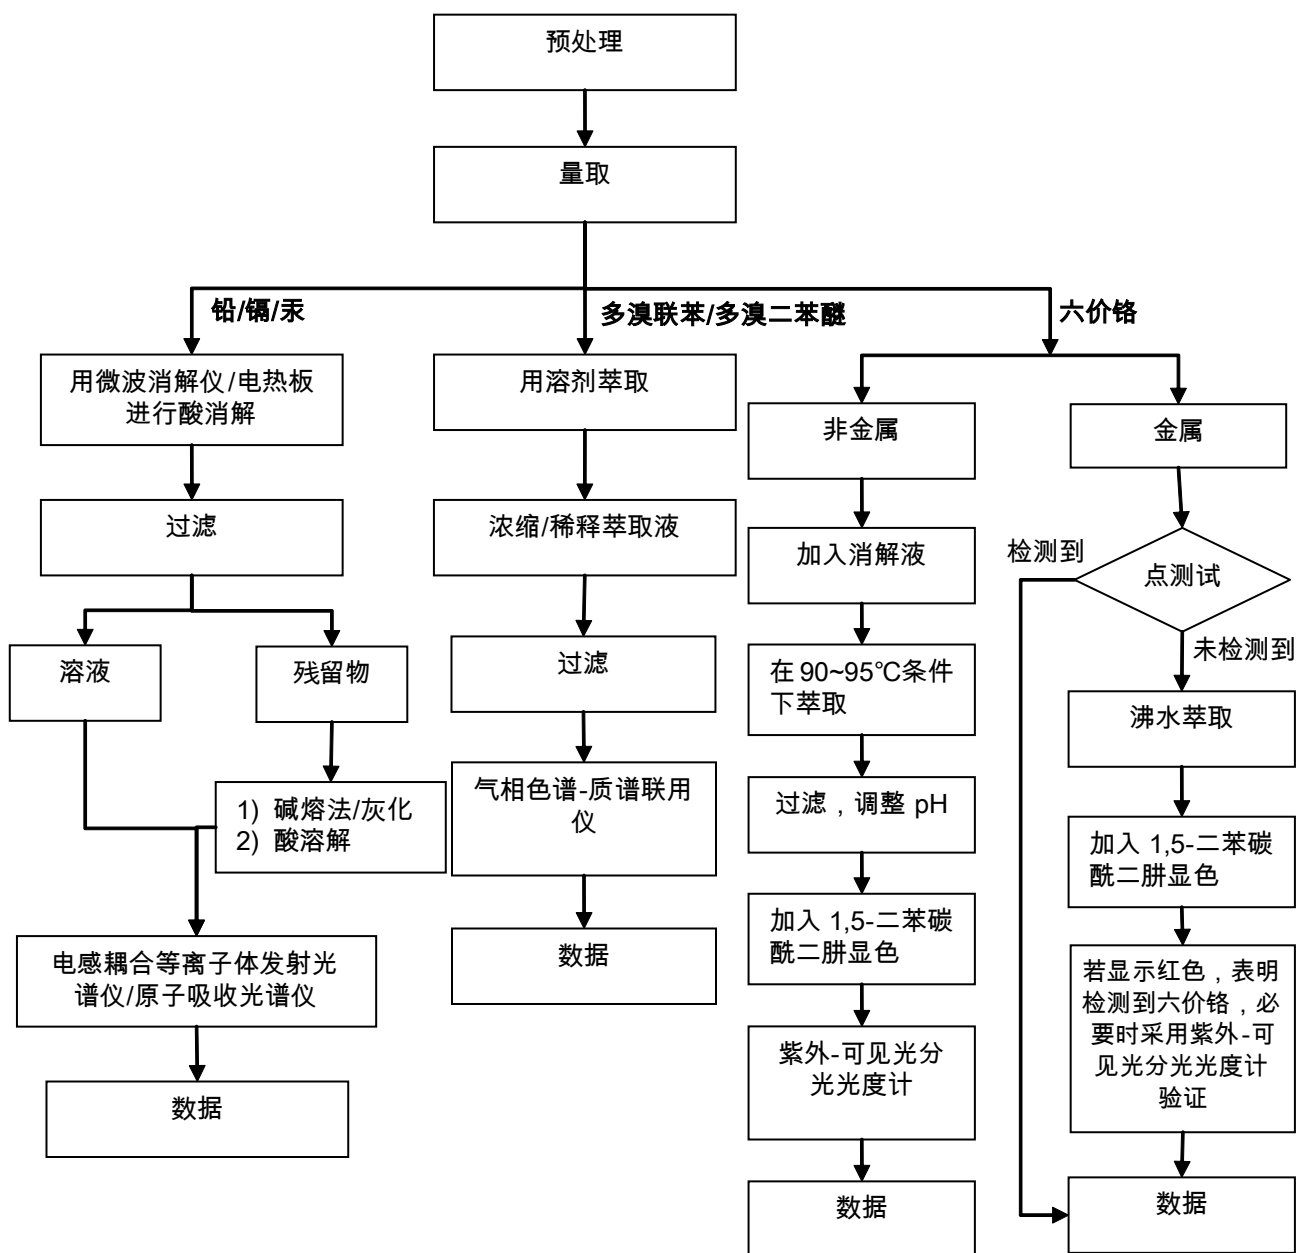 预处理
量取
铅/镉/汞
多溴联苯/多溴二苯醚
六价铬
用微波消解仪/电热板
进行酸消解
过滤
溶液
残留物
1) 碱熔法/灰化
2) 酸溶解
电感耦合等离子体发射光
谱仪/原子吸收光谱仪
数据
用溶剂萃取
浓缩/稀释萃取液
过滤
气相色谱-质谱联用
仪
数据
非金属
加入消解液
在 90~95℃条件
下萃取
过滤，调整 pH
加入 1,5-二苯碳
酰二肼显色
紫外-可见光分
光光度计
数据
金属
检测到
点测试
未检测到
沸水萃取
加入 1,5-二苯碳
酰二肼显色
若显示红色，表明
检测到六价铬，必
要时采用紫外-可
见光分光光度计
验证
数据